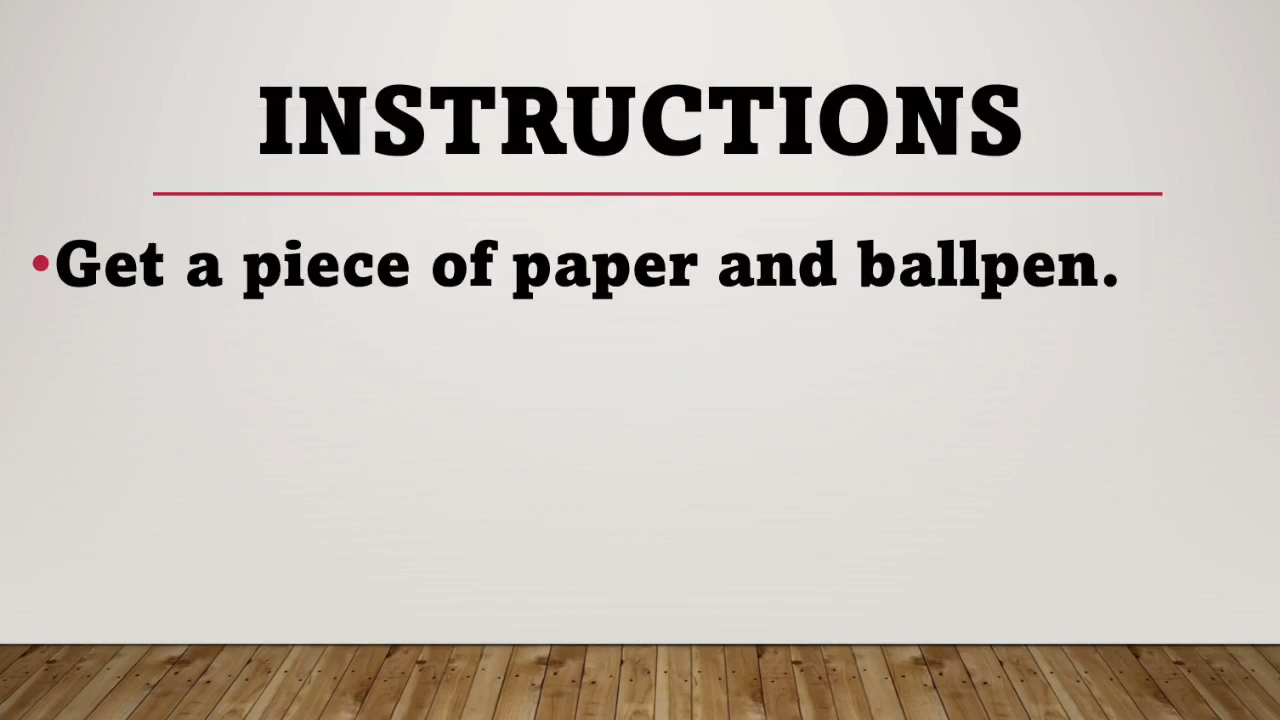 INSTRUCTIONS
•Get a piece of paper and ballpen.